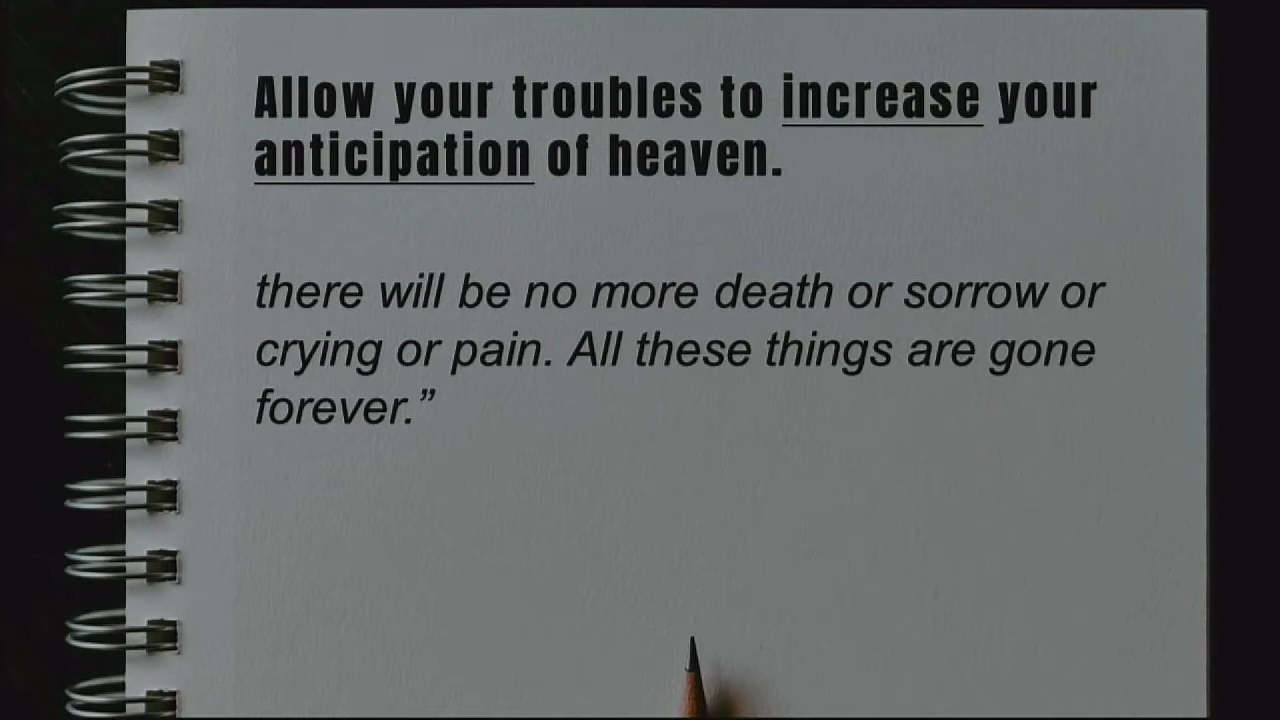 Allow your troubles to increase your
anticipation of heaven.
there will be no more death or sorrow or
crying or pain. All these things are gone
forever.”